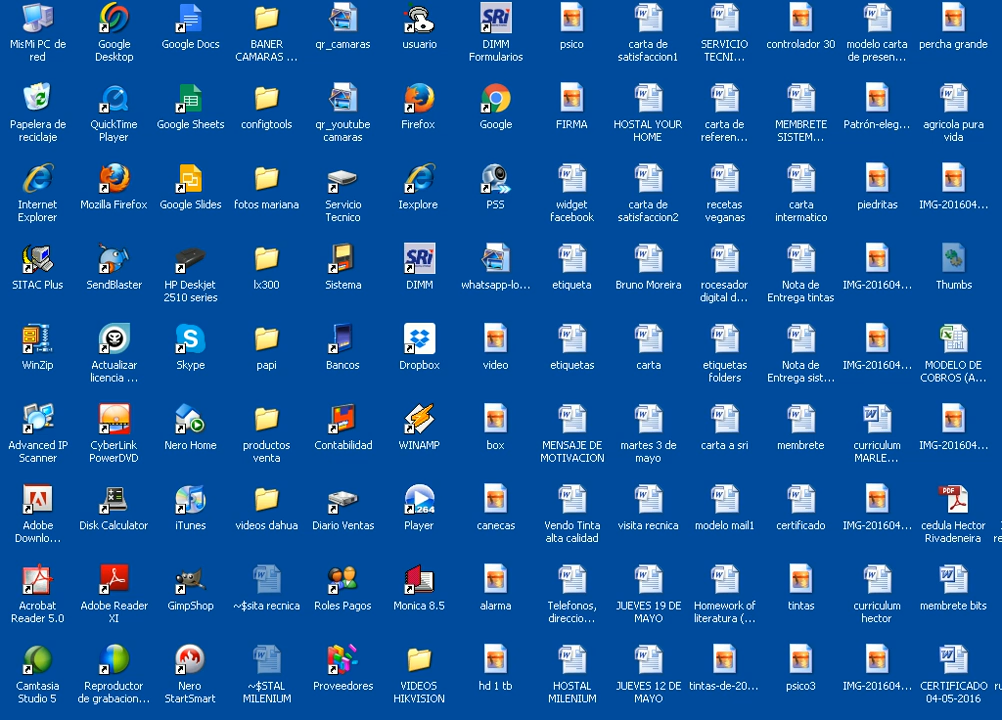 MisMi PC de red
Google Desktop
Google Docs
BANER CAMARAS ...
qr_camaras
usuario
SRi
DIMM Formularios
psico
carta de satisfaccion1
SERVICIO TECNI...
controlador 30
modelo carta de presen...
percha grande
Papelera de reciclaje
QuickTime Player
Google Sheets
configtools
qr_youtube camaras
Firefox
Google
FIRMA
HOSTAL YOUR HOME
carta de referen...
MEMBRETE SISTEM...
Patrón-eleg...
agricola pura vida
Internet Explorer
Mozilla Firefox
Google Slides
fotos mariana
Servicio Tecnico
Iexplore
PSS
widget facebook
carta de satisfaccion2
recetas veganas
carta intermatico
piedritas
IMG-201604...
SITAC Plus
SendBlaster
HP Deskjet 2510 series
lx300
Sistema
SRi
DIMM
whatsapp-lo...
etiqueta
Bruno Moreira
rocesador digital d...
Nota de Entrega tintas
IMG-201604...
Thumbs
WinZip
Actualizar licencia ...
Skype
papi
Bancos
Dropbox
video
etiquetas
carta
etiquetas folders
Nota de Entrega sist...
IMG-201604...
MODELO DE COBROS (A...
Advanced IP Scanner
CyberLink PowerDVD
Nero Home
productos venta
Contabilidad
WINAMP
box
MENSAJE DE MOTIVACION
martes 3 de mayo
carta a sri
membrete
curriculum MARLE...
IMG-201604...
Adobe Downlo...
Disk Calculator
iTunes
videos dahua
Diario Ventas
264
Player
canecas
Vendo Tinta alta calidad
visita recnica
modelo mail1
certificado
IMG-201604...
PDF
cedula Hector Rivadeneira
Acrobat Reader 5.0
Adobe Reader XI
GimpShop
~$sita recnica
Roles Pagos
Monica 8.5
alarma
Telefonos, direccio...
JUEVES 19 DE MAYO
Homework of literatura (...
tintas
curriculum hector
membrete bits
Camtasia Studio 5
Reproductor de grabacion...
Nero StartSmart
~$STAL MILENIUM
Proveedores
VIDEOS HIKVISION
hd 1 tb
HOSTAL MILENIUM
JUEVES 12 DE MAYO
tintas-de-20...
psico3
IMG-201604...
CERTIFICADO 04-05-2016